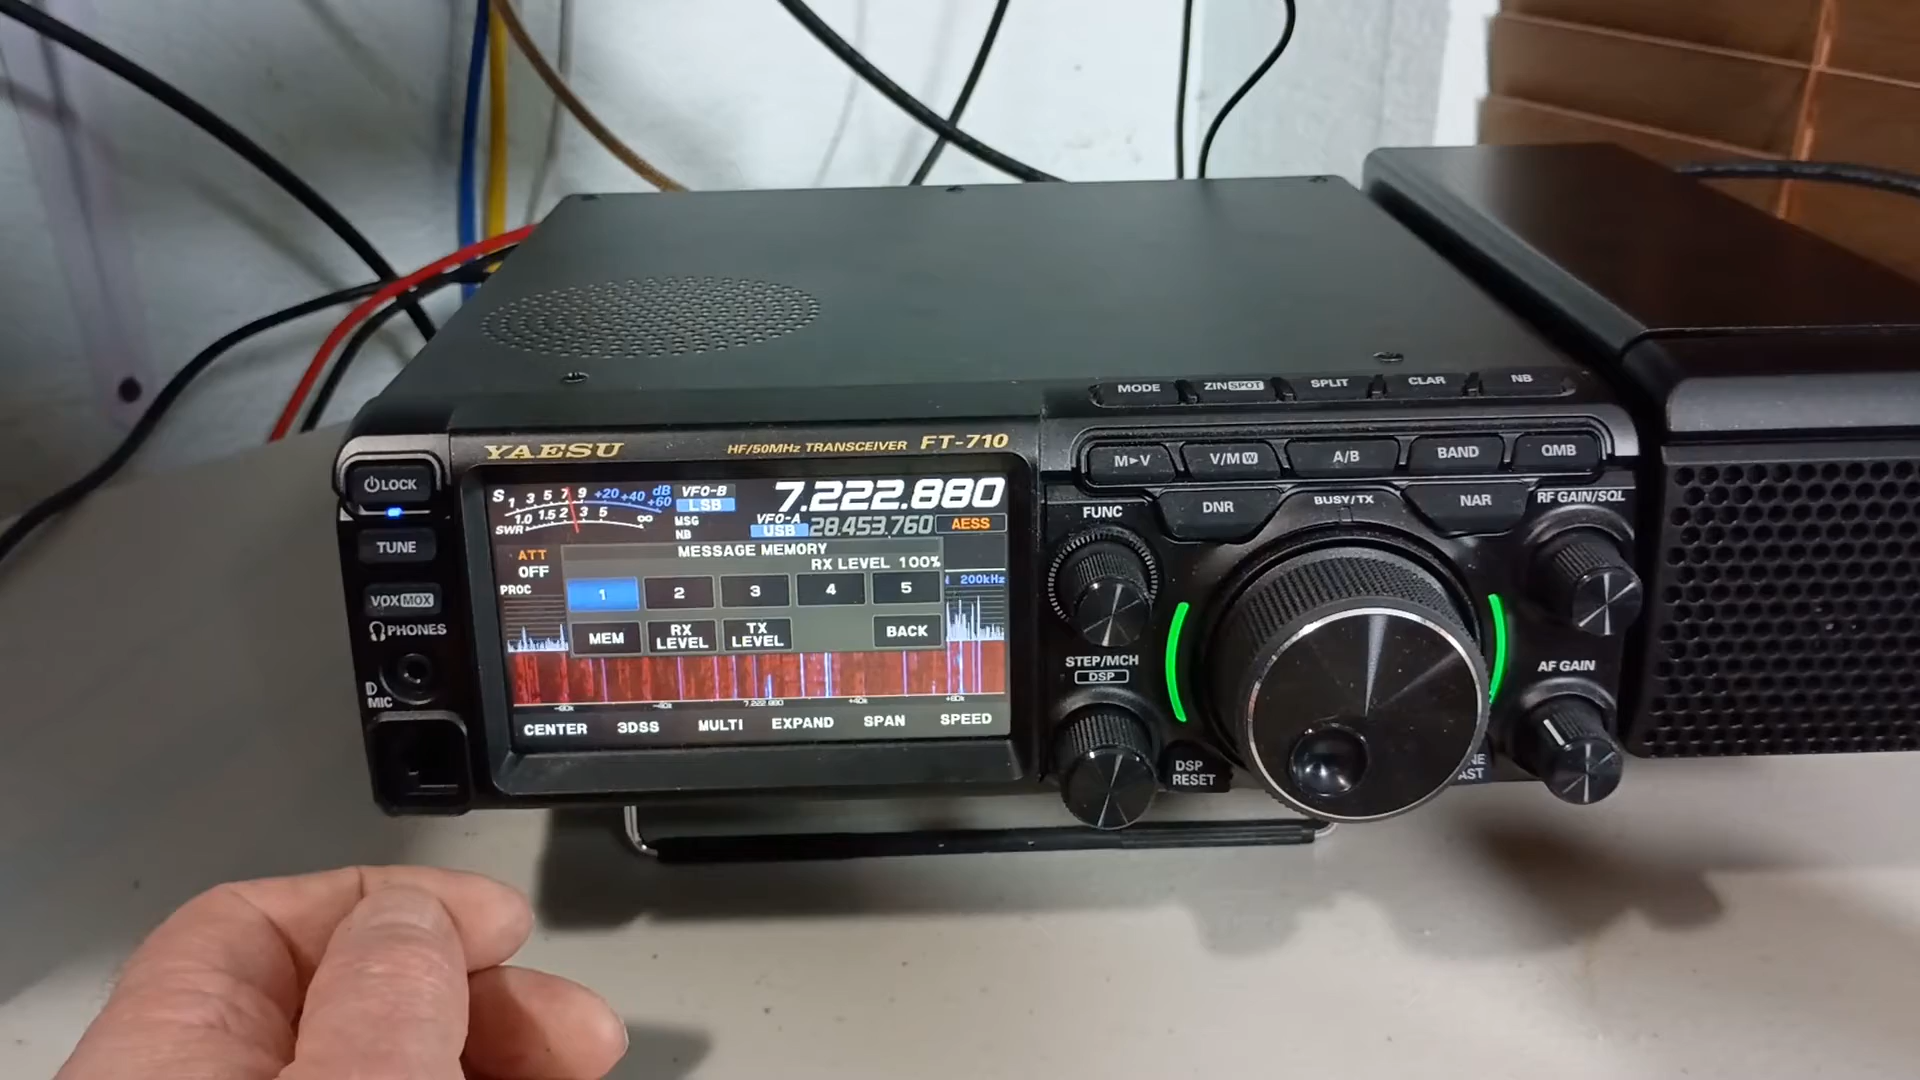 YAESU
HF/50MHz TRANSCEIVER FT-710
LOCK
TUNE
VOX MOX
PHONES
MIC
S 1 3 5 7 9 +20 +40 +60 dB
SWR 1.0 1.5 2 3 5 ∞
VFO-B
LSB
7.222.880
MSG
NB
VFO-A
USB
28.453.760
AESS
ATT
OFF
PROC
MESSAGE MEMORY
RX LEVEL 100%
200kHz
1 2 3 4 5
MEM
RX LEVEL
TX LEVEL
BACK
7.222.880
CENTER 3DSS MULTI EXPAND SPAN SPEED
MODE ZIN SPOT SPLIT CLAR NB
M►V V/M W A/B BAND QMB
FUNC
DNR
BUSY/TX
NAR
RF GAIN/SQL
STEP/MCH
DSP
AF GAIN
DSP
RESET